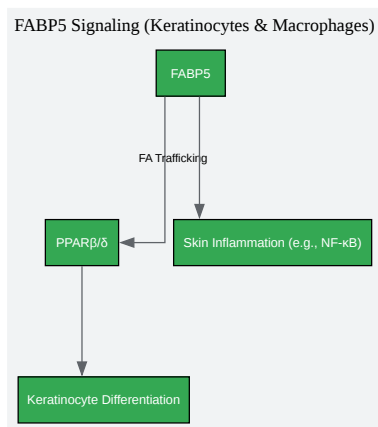 FABP5 Signaling (Keratinocytes & Macrophages)
FABP5
FA Trafficking
PPARβ/δ
Skin Inflammation (e.g., NF-κB)
Keratinocyte Differentiation